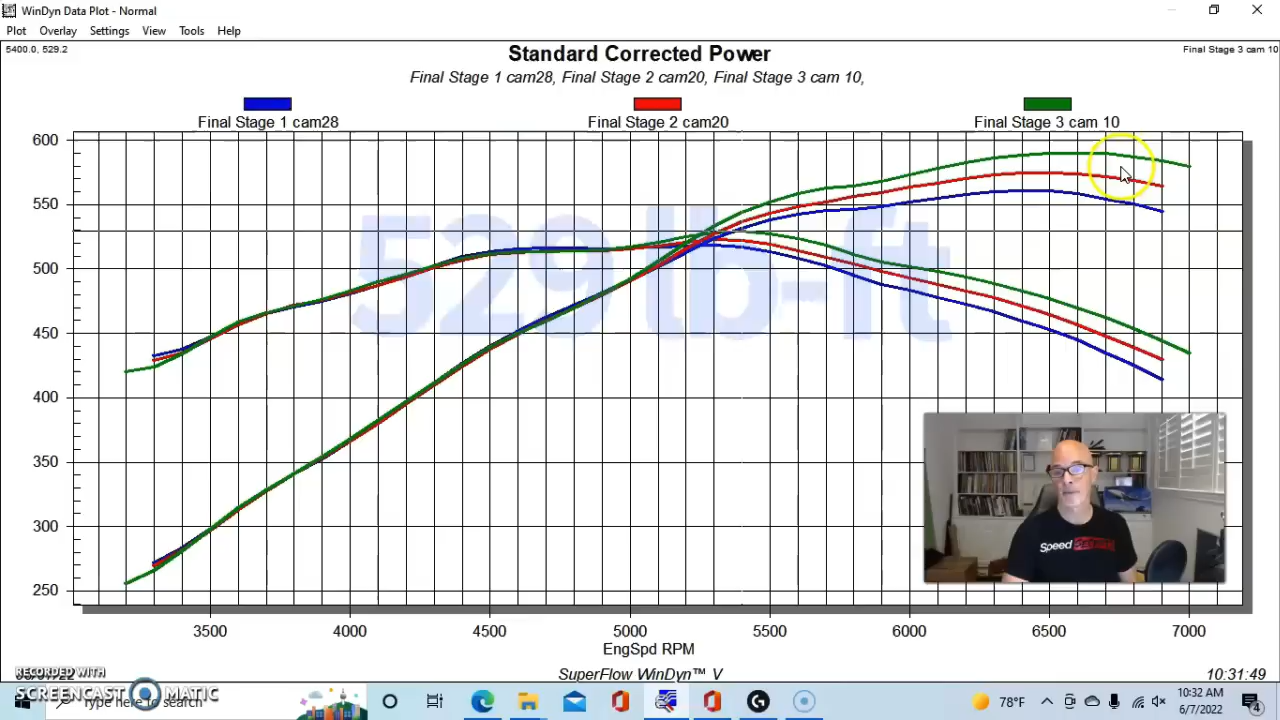 WinDyn Data Plot - Normal
Plot Overlay Settings View Tools Help
5400.0, 529.2
Final Stage 3 cam 10
Standard Corrected Power
Final Stage 1 cam28, Final Stage 2 cam20, Final Stage 3 cam 10,
Final Stage 1 cam28
Final Stage 2 cam20
Final Stage 3 cam 10
600
550
500
450
400
350
300
250
529 lb-ft
Speed
3500 4000 4500 5000 5500 6000 6500 7000
EngSpd RPM
SuperFlow WinDyn™ V
10:31:49
RECORDED WITH
SCREENCAST MATIC
Type here to search
78°F
10:32 AM
6/7/2022
4